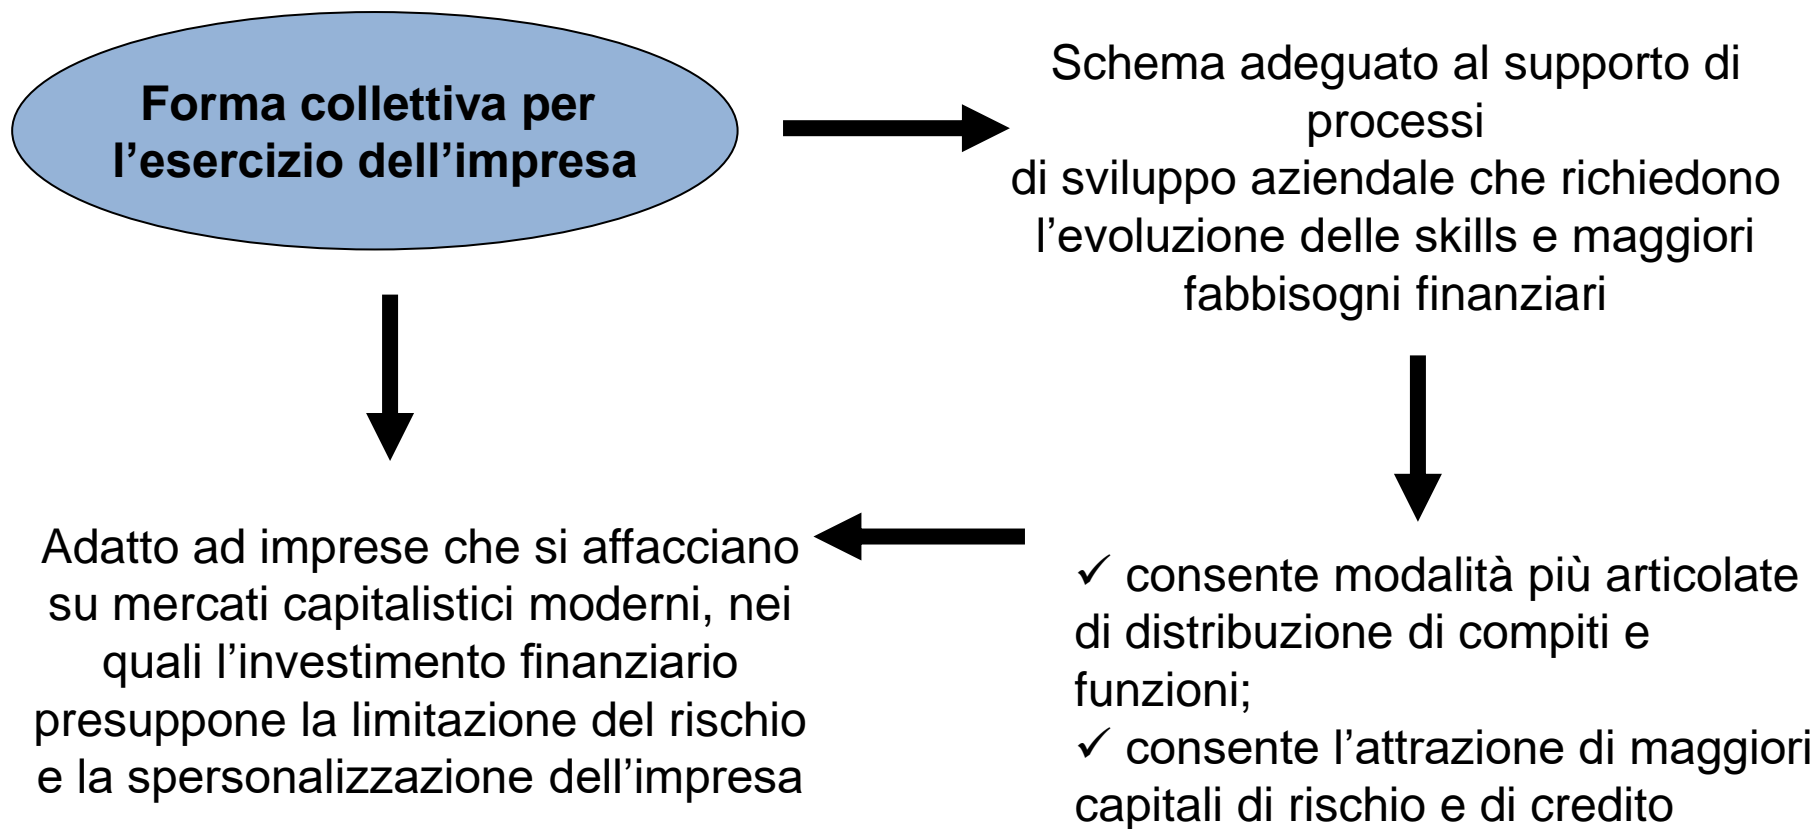 Forma collettiva per
l’esercizio dell’impresa
Schema adeguato al supporto di
processi
di sviluppo aziendale che richiedono
l’evoluzione delle skills e maggiori
fabbisogni finanziari
Adatto ad imprese che si affacciano
su mercati capitalistici moderni, nei
quali l’investimento finanziario
presuppone la limitazione del rischio
e la spersonalizzazione dell’impresa
✓ consente modalità più articolate
di distribuzione di compiti e
funzioni;
✓ consente l’attrazione di maggiori
capitali di rischio e di credito